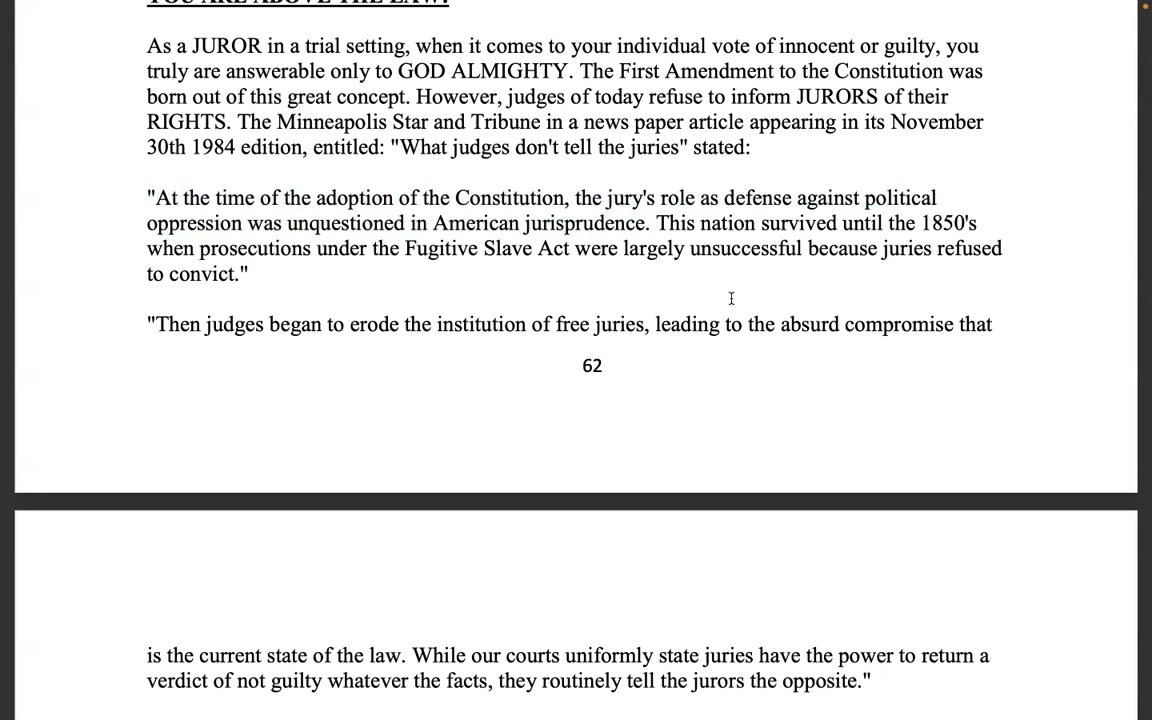 YOU ARE ABOVE THE LAW!
As a JUROR in a trial setting, when it comes to your individual vote of innocent or guilty, you
truly are answerable only to GOD ALMIGHTY. The First Amendment to the Constitution was
born out of this great concept. However, judges of today refuse to inform JURORS of their
RIGHTS. The Minneapolis Star and Tribune in a news paper article appearing in its November
30th 1984 edition, entitled: "What judges don't tell the juries" stated:
"At the time of the adoption of the Constitution, the jury's role as defense against political
oppression was unquestioned in American jurisprudence. This nation survived until the 1850's
when prosecutions under the Fugitive Slave Act were largely unsuccessful because juries refused
to convict."
"Then judges began to erode the institution of free juries, leading to the absurd compromise that
62
is the current state of the law. While our courts uniformly state juries have the power to return a
verdict of not guilty whatever the facts, they routinely tell the jurors the opposite."